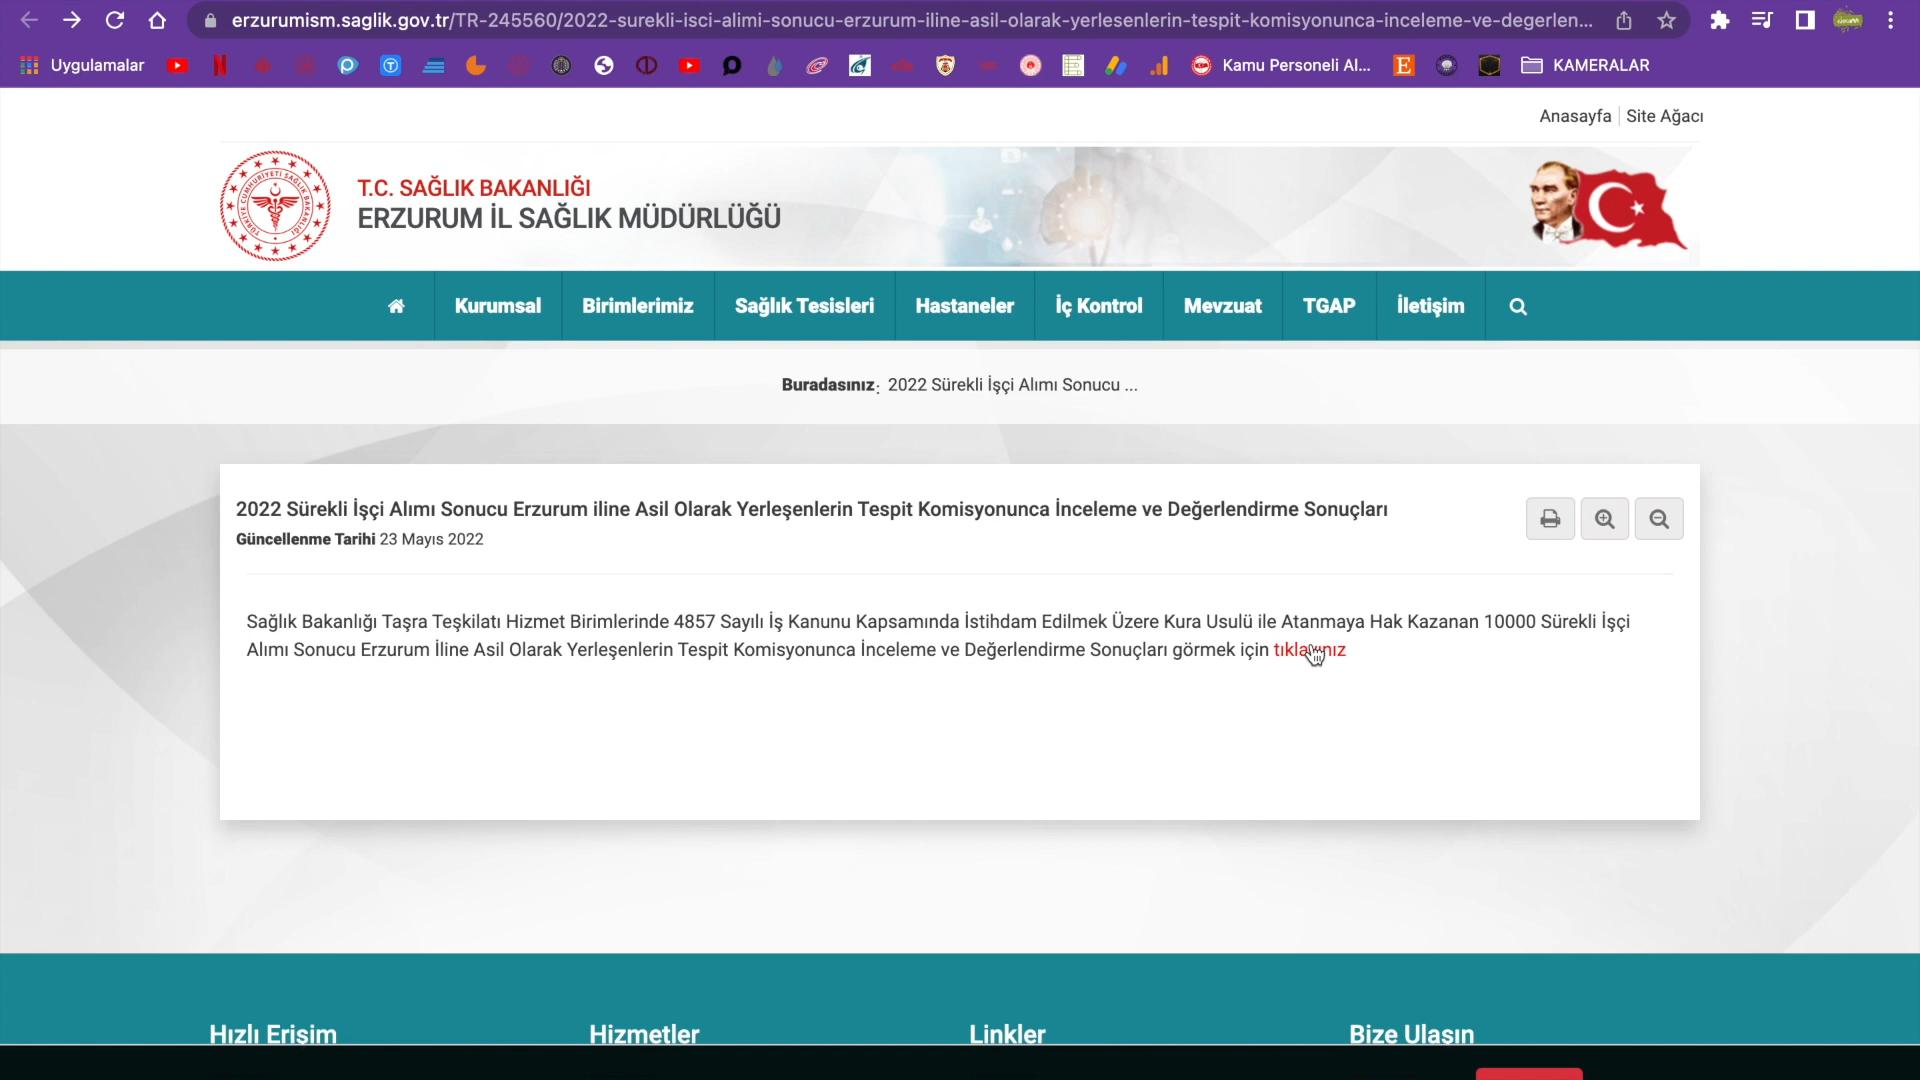 erzurumism.saglik.gov.tr/TR-245560/2022-surekli-isci-alimi-sonucu-erzurum-iline-asil-olarak-yerlesenlerin-tespit-komisyonunca-inceleme-ve-degerlen...
Uygulamalar
Kamu Personeli Al...
KAMERALAR
Anasayfa
Site Ağacı
T.C. SAĞLIK BAKANLIĞI
ERZURUM İL SAĞLIK MÜDÜRLÜĞÜ
Kurumsal
Birimlerimiz
Sağlık Tesisleri
Hastaneler
İç Kontrol
Mevzuat
TGAP
İletişim
Buradasınız: 2022 Sürekli İşçi Alımı Sonucu ...
2022 Sürekli İşçi Alımı Sonucu Erzurum iline Asil Olarak Yerleşenlerin Tespit Komisyonunca İnceleme ve Değerlendirme Sonuçları
Güncellenme Tarihi 23 Mayıs 2022
Sağlık Bakanlığı Taşra Teşkilatı Hizmet Birimlerinde 4857 Sayılı İş Kanunu Kapsamında İstihdam Edilmek Üzere Kura Usulü ile Atanmaya Hak Kazanan 10000 Sürekli İşçi
Alımı Sonucu Erzurum İline Asil Olarak Yerleşenlerin Tespit Komisyonunca İnceleme ve Değerlendirme Sonuçları görmek için tıklayınız
Hızlı Erişim
Hizmetler
Linkler
Bize Ulaşın